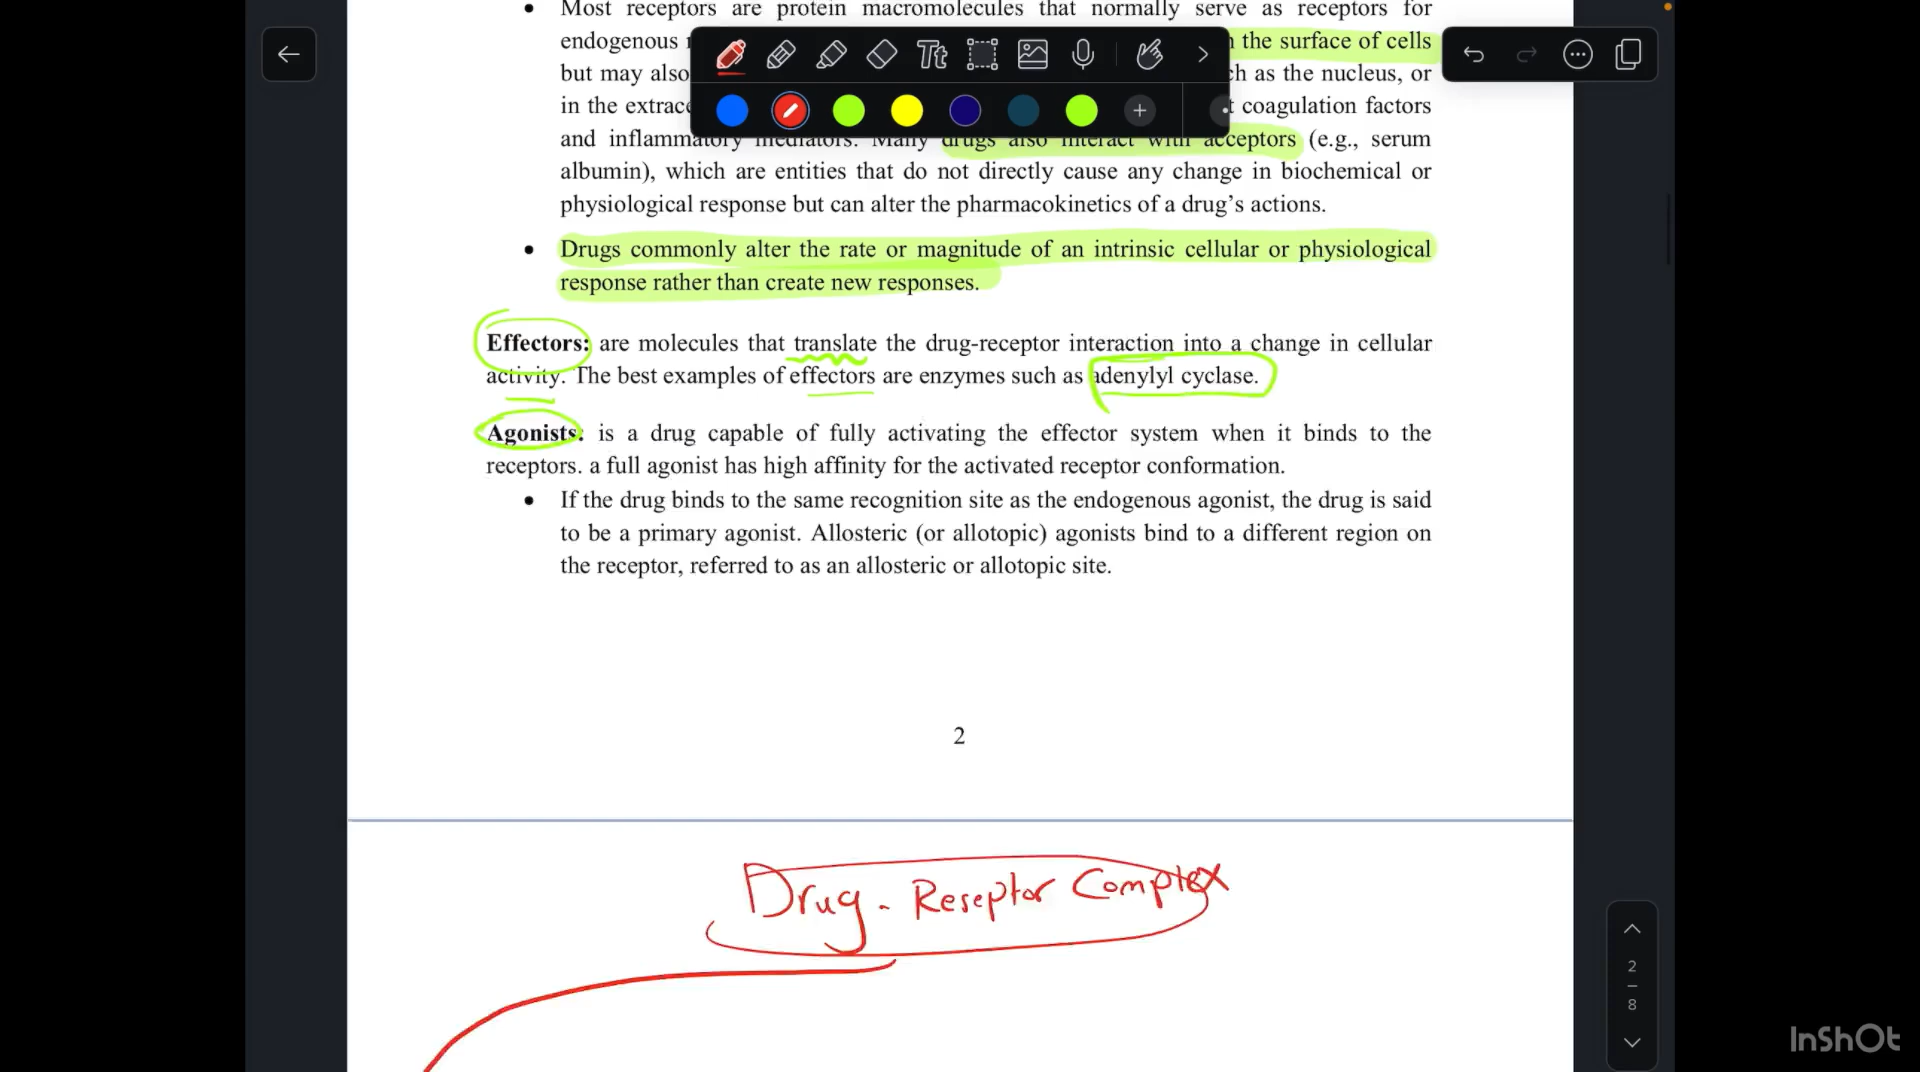 Most receptors are protein macromolecules that normally serve as receptors for
endogenous the surface of cells
but may also as the nucleus, or
in the coagulation factors
and inflammatory mediators. Many drugs also interact with acceptors (e.g., serum
albumin), which are entities that do not directly cause any change in biochemical or
physiological response but can alter the pharmacokinetics of a drug's actions.
Drugs commonly alter the rate or magnitude of an intrinsic cellular or physiological
response rather than create new responses.
Effectors: are molecules that translate the drug-receptor interaction into a change in cellular
activity. The best examples of effectors are enzymes such as adenylyl cyclase.
Agonists: is a drug capable of fully activating the effector system when it binds to the
receptors. a full agonist has high affinity for the activated receptor conformation.
If the drug binds to the same recognition site as the endogenous agonist, the drug is said
to be a primary agonist. Allosteric (or allotopic) agonists bind to a different region on
the receptor, referred to as an allosteric or allotopic site.
2
Drug - Reseptor Complex
2
8
InShOt
Tt